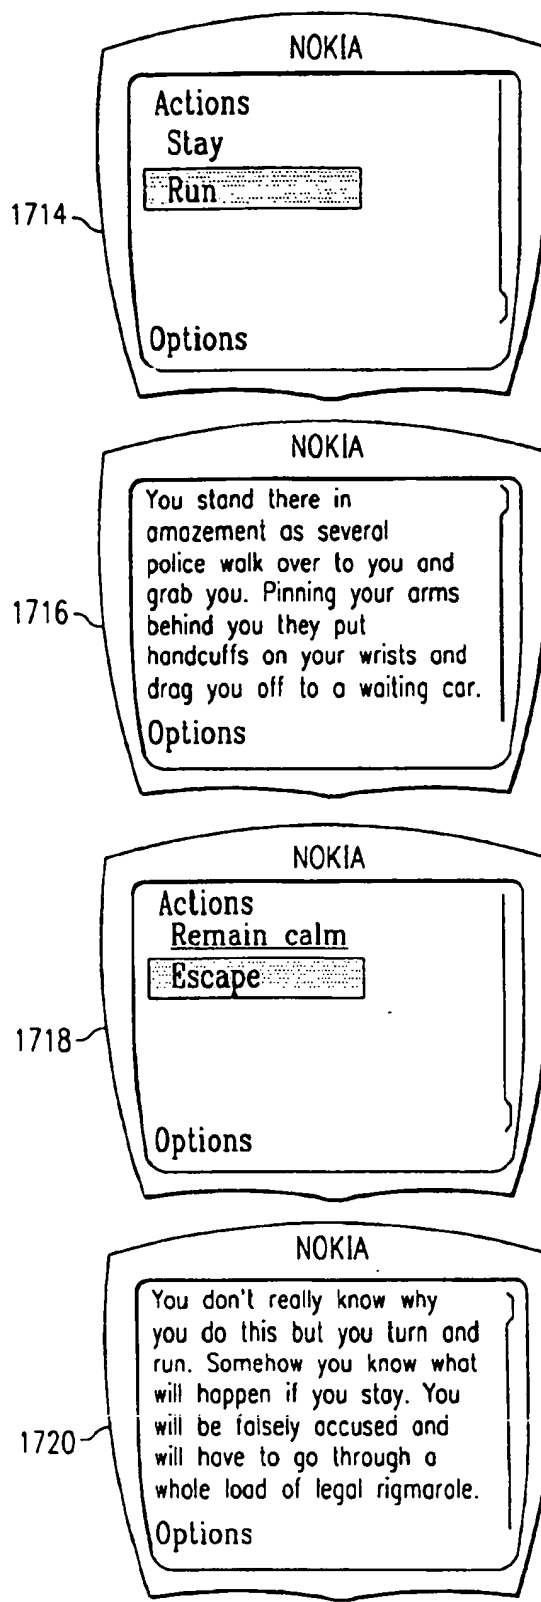 NOKIA
Actions
Stay
Run
1714
Options
NOKIA
You stand there in
amazement as several
police walk over to you and
grab you. Pinning your arms
1716
behind you they put
handcuffs on your wrists and
drag you off to a waiting car.
Options
NOKIA
Actions
Remain calm
Escape
1718
Options
NOKIA
You don't really know why
you do this but you turn and
run. Somehow you know what
will happen if you stay. You
will be falsely accused and
1720
will have to go through a
whole load of legal rigmarole.
Options